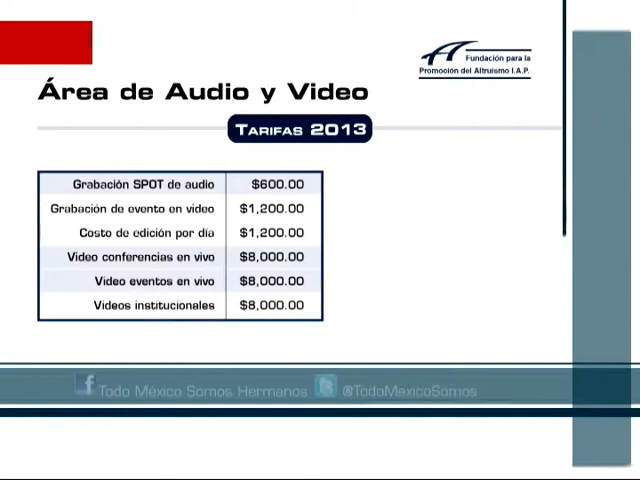 Fundación para la
Promoción del Altruismo I.A.P.
Área de Audio y Video
TARIFAS 2013
Grabación SPOT de audio $600.00
Grabación de evento en video $1,200.00
Costo de edición por día $1,200.00
Video conferencias en vivo $8,000.00
Video eventos en vivo $8,000.00
Videos institucionales $8,000.00
Todo México Somos Hermanos @TodoMexicoSomos